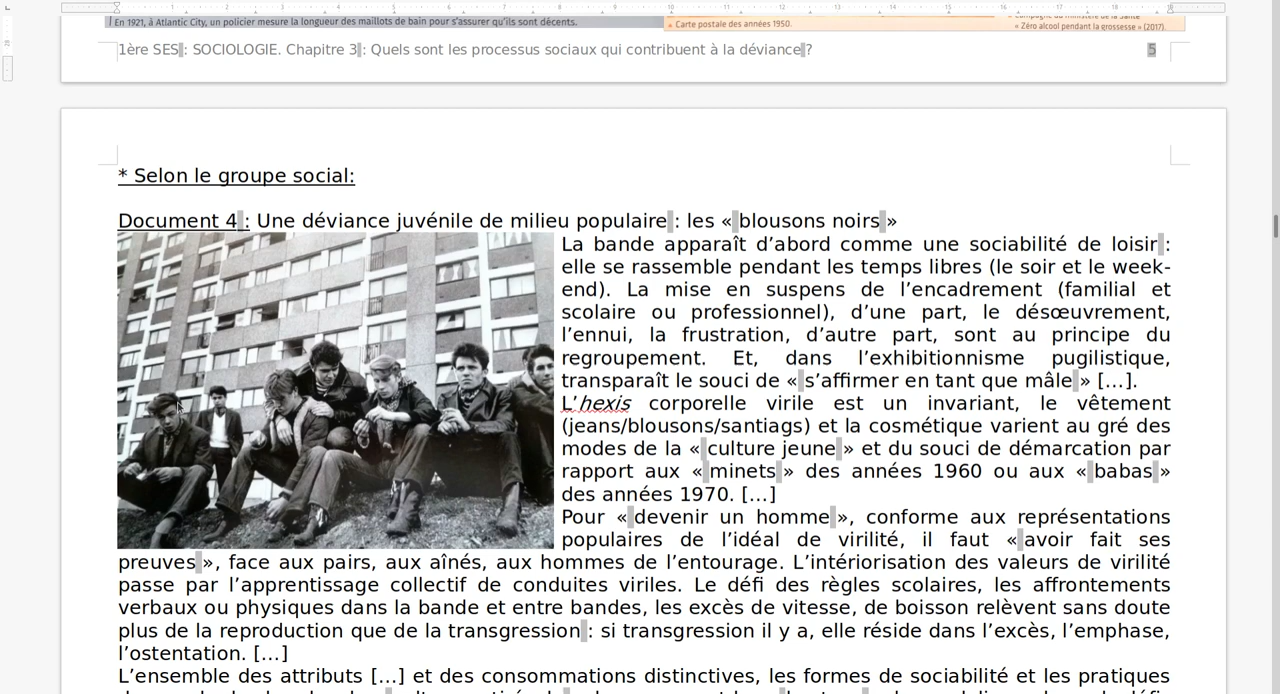 En 1921, à Atlantic City, un policier mesure la longueur des maillots de bain pour s'assurer qu'ils sont décents.
« Carte postale des années 1950.
« Zéro alcool pendant la grossesse » (2017).
1ère SES : SOCIOLOGIE. Chapitre 3 : Quels sont les processus sociaux qui contribuent à la déviance ?
5
* Selon le groupe social:
Document 4 : Une déviance juvénile de milieu populaire : les « blousons noirs »
La bande apparaît d’abord comme une sociabilité de loisir :
elle se rassemble pendant les temps libres (le soir et le week-
end). La mise en suspens de l’encadrement (familial et
scolaire ou professionnel), d’une part, le désœuvrement,
l’ennui, la frustration, d’autre part, sont au principe du
regroupement. Et, dans l’exhibitionnisme pugilistique,
transparaît le souci de « s’affirmer en tant que mâle » […].
L’hexis corporelle virile est un invariant, le vêtement
(jeans/blousons/santiags) et la cosmétique varient au gré des
modes de la « culture jeune » et du souci de démarcation par
rapport aux « minets » des années 1960 ou aux « babas »
des années 1970. […]
Pour « devenir un homme », conforme aux représentations
populaires de l’idéal de virilité, il faut « avoir fait ses
preuves », face aux pairs, aux aînés, aux hommes de l’entourage. L’intériorisation des valeurs de virilité
passe par l’apprentissage collectif de conduites viriles. Le défi des règles scolaires, les affrontements
verbaux ou physiques dans la bande et entre bandes, les excès de vitesse, de boisson relèvent sans doute
plus de la reproduction que de la transgression : si transgression il y a, elle réside dans l’excès, l’emphase,
l’ostentation. […]
L’ensemble des attributs […] et des consommations distinctives, les formes de sociabilité et les pratiques